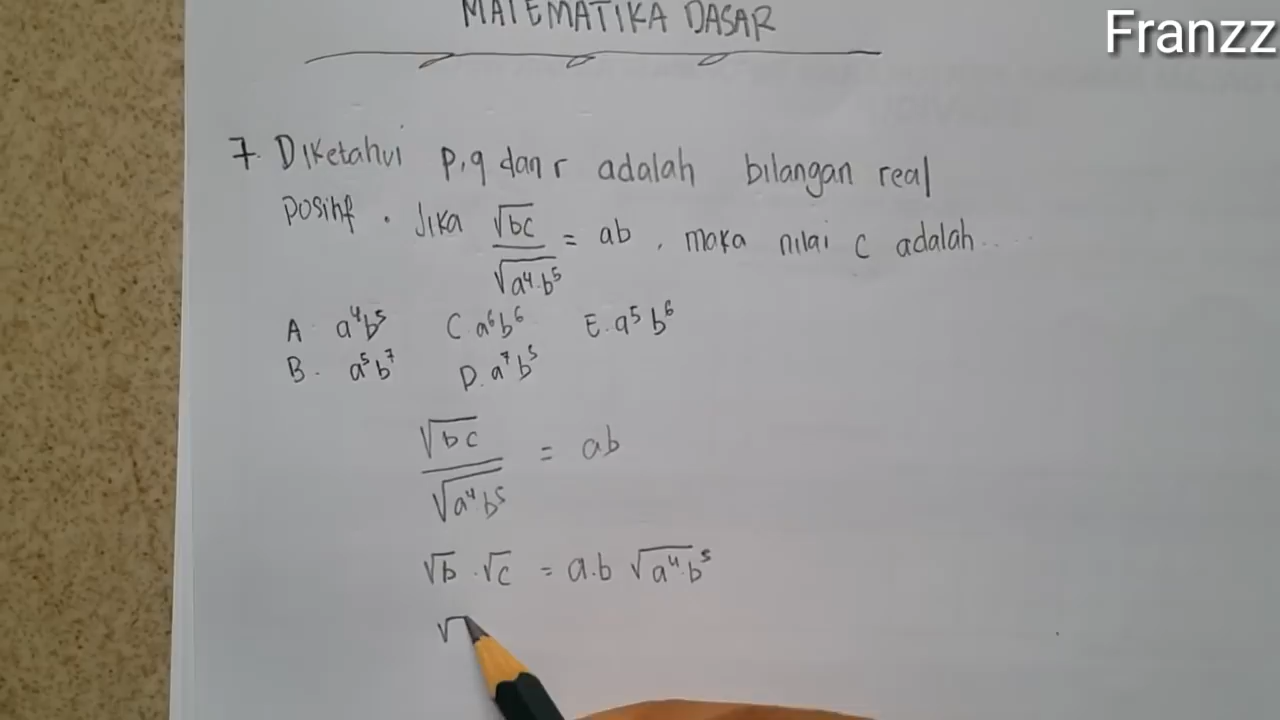 MATEMATIKA DASAR
Franzz
7. Diketahui p, q dan r adalah bilangan real
positif. Jika √bc / √a⁴·b⁵ = ab, maka nilai c adalah....
A. a⁴b⁵ C. a⁶b⁶ E. a⁵b⁶
B. a⁵b⁷ D. a⁷b⁵
√bc / √a⁴b⁵ = ab
√b · √c = a.b √a⁴·b⁵
√